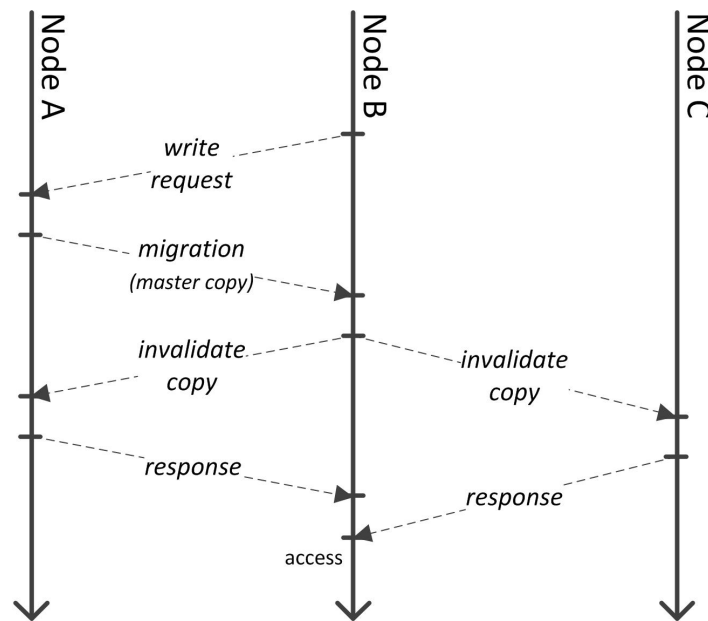 Node A
Node B
Node C
write
request
migration
(master copy)
invalidate
copy
invalidate
copy
response
response
access